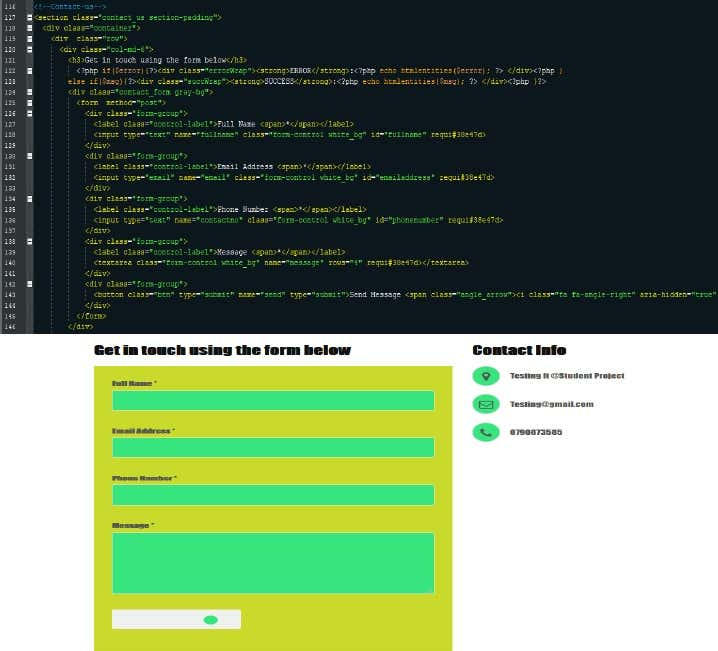 116 <!--Contact-us-->
117 <section class="contact_us section-padding">
118 <div class="container">
119 <div  class="row">
120 <div class="col-md-6">
121 <h3>Get in touch using the form below</h3>
122 <?php if($error){?><div class="errorWrap"><strong>ERROR</strong>:<?php echo htmlentities($error); ?> </div><?php }
123 else if($msg){?><div class="succWrap"><strong>SUCCESS</strong>:<?php echo htmlentities($msg); ?> </div><?php }?>
124 <div class="contact_form gray-bg">
125 <form  method="post">
126 <div class="form-group">
127 <label class="control-label">Full Name <span>*</span></label>
128 <input type="text" name="fullname" class="form-control white_bg" id="fullname" requi#38e47d>
129 </div>
130 <div class="form-group">
131 <label class="control-label">Email Address <span>*</span></label>
132 <input type="email" name="email" class="form-control white_bg" id="emailaddress" requi#38e47d>
133 </div>
134 <div class="form-group">
135 <label class="control-label">Phone Number <span>*</span></label>
136 <input type="text" name="contactno" class="form-control white_bg" id="phonenumber" requi#38e47d>
137 </div>
138 <div class="form-group">
139 <label class="control-label">Message <span>*</span></label>
140 <textarea class="form-control white_bg" name="message" rows="4" requi#38e47d></textarea>
141 </div>
142 <div class="form-group">
143 <button class="btn" type="submit" name="send" type="submit">Send Message <span class="angle_arrow"><i class="fa fa-angle-right" aria-hidden="true"
144 </div>
145 </form>
146 </div>
Get in touch using the form below
Full Name *
Email Address *
Phone Number *
Message *
Contact Info
Testing It @Student Project
Testing@gmail.com
0790873585